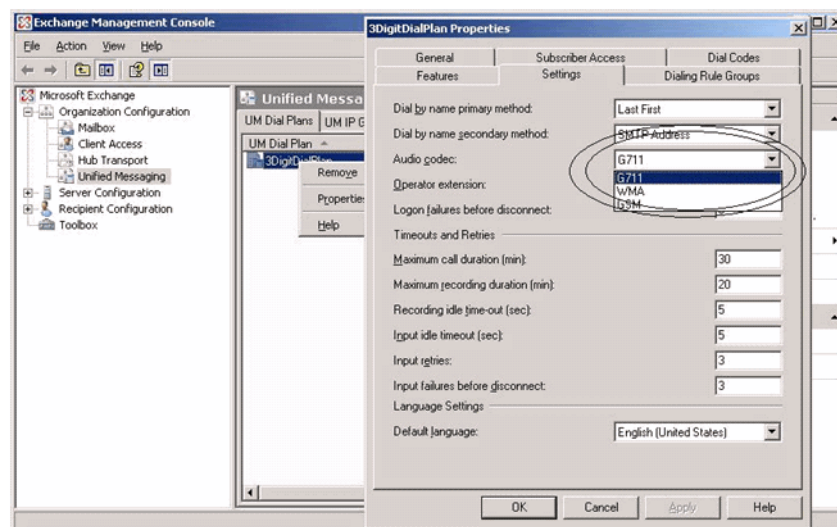 Exchange Management Console
File Action View Help
Microsoft Exchange
Organization Configuration
Mailbox
Client Access
Hub Transport
Unified Messaging
Server Configuration
Recipient Configuration
Toolbox
Unified Messa
UM Dial Plans UM IP G
UM Dial Plan
3DigitDialPlan
Remove
Properties
Help
3DigitDialPlan Properties
General Subscriber Access Dial Codes
Features Settings Dialing Rule Groups
Dial by name primary method: Last First
Dial by name secondary method: SMTP Address
Audio codec: G711
G711
WMA
GSM
Operator extension:
Logon failures before disconnect:
Timeouts and Retries
Maximum call duration (min): 30
Maximum recording duration (min): 20
Recording idle time-out (sec): 5
Input idle timeout (sec): 5
Input retries: 3
Input failures before disconnect: 3
Language Settings
Default language: English (United States)
OK Cancel Apply Help